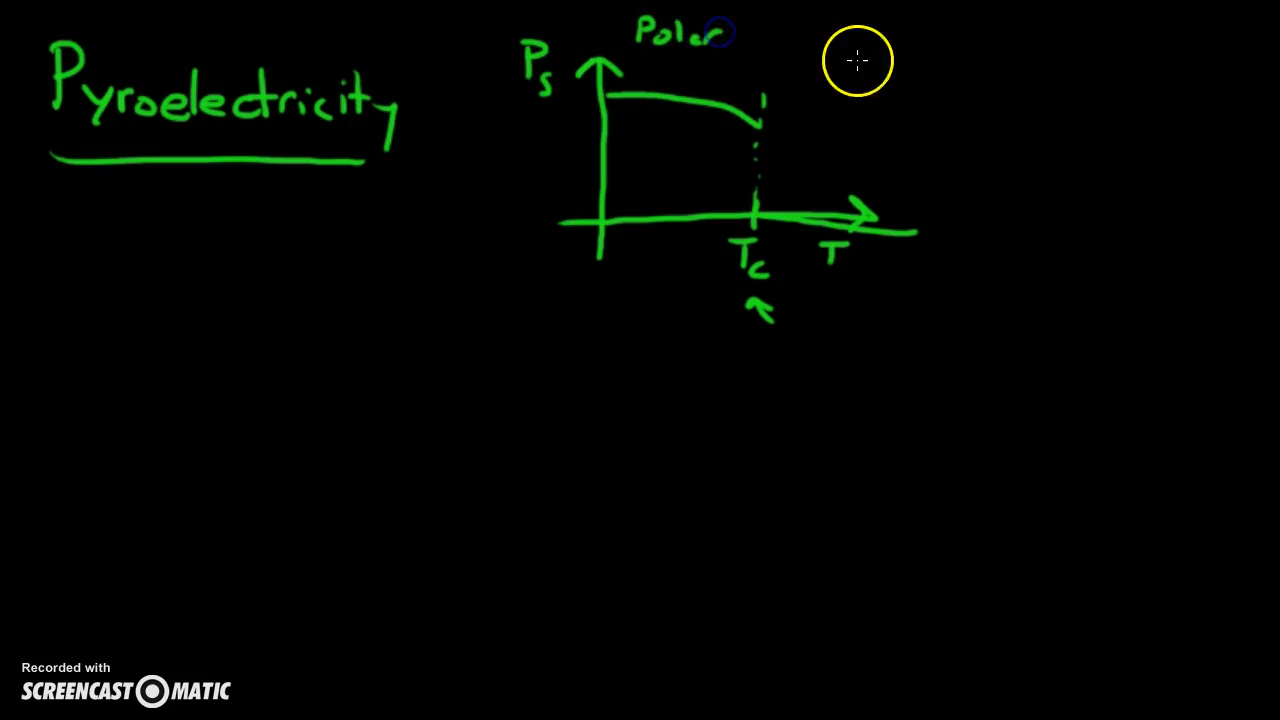 Pyroelectricity
Polar
Ps
Tc
T
Recorded with
SCREENCAST MATIC